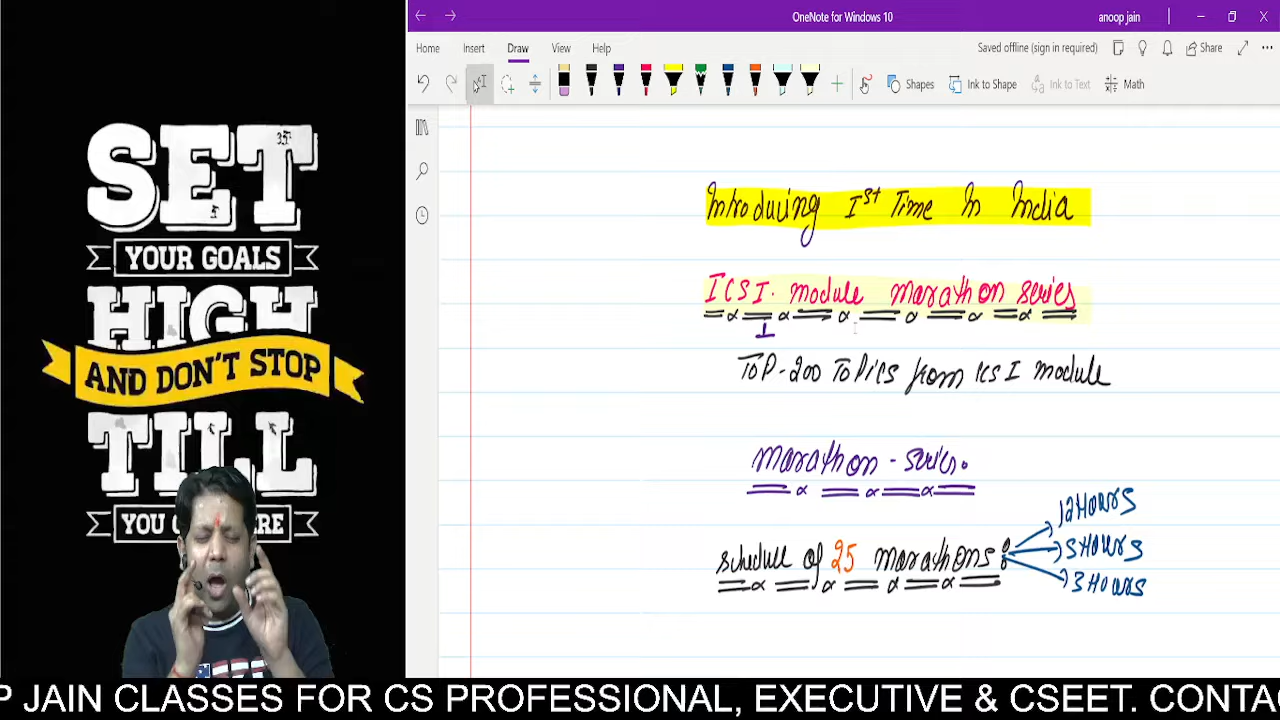 SET
YOUR GOALS
HIGH
AND DON'T STOP
TILL
OneNote for Windows 10
anoop jain
Home Insert Draw View Help
Saved offline (sign in required)
Share
Shapes
Ink to Shape
Ink to Text
Math
Introducing Ist Time In India
ICSI. module marathon series
I
TOP-200 TOPICS from ICSI module
marathon - series.
schedule of 25 marathons:
12 HOURS
5 HOURS
3 HOURS
P JAIN CLASSES FOR CS PROFESSIONAL, EXECUTIVE & CSEET. CONTA